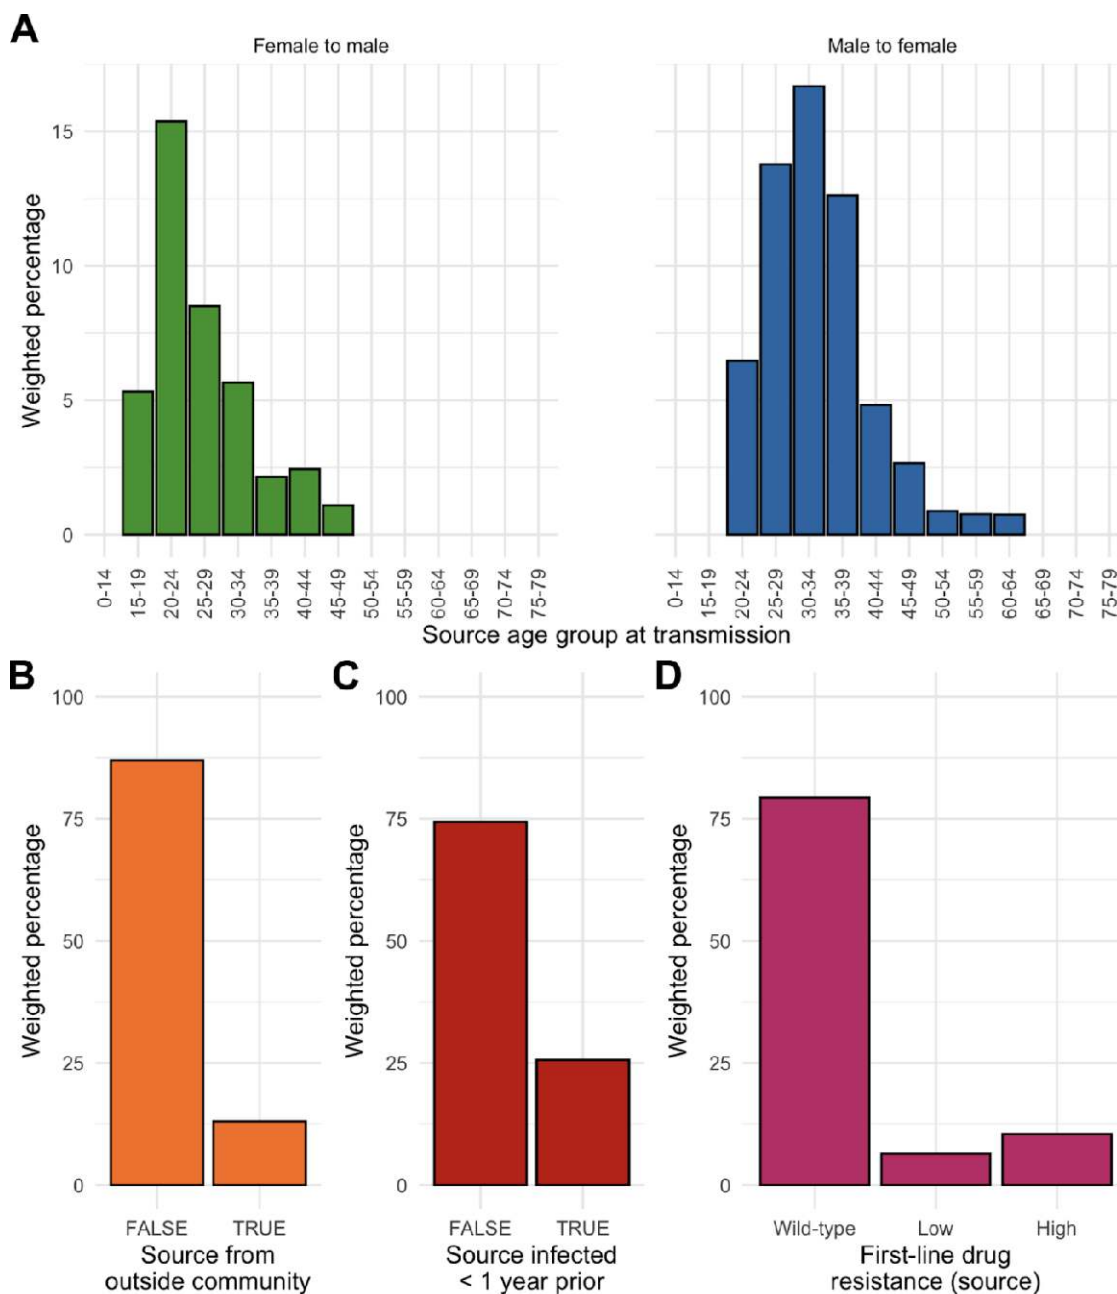 A
Female to male
Male to female
Weighted percentage
15
10
5
0
0-14
15-19
20-24
25-29
30-34
35-39
40-44
45-49
50-54
55-59
60-64
65-69
70-74
75-79
0-14
15-19
20-24
25-29
30-34
35-39
40-44
45-49
50-54
55-59
60-64
65-69
70-74
75-79
Source age group at transmission
B
Weighted percentage
100
75
50
25
0
FALSE
TRUE
Source from
outside community
C
Weighted percentage
100
75
50
25
0
FALSE
TRUE
Source infected
< 1 year prior
D
Weighted percentage
100
75
50
25
0
Wild-type
Low
High
First-line drug
resistance (source)